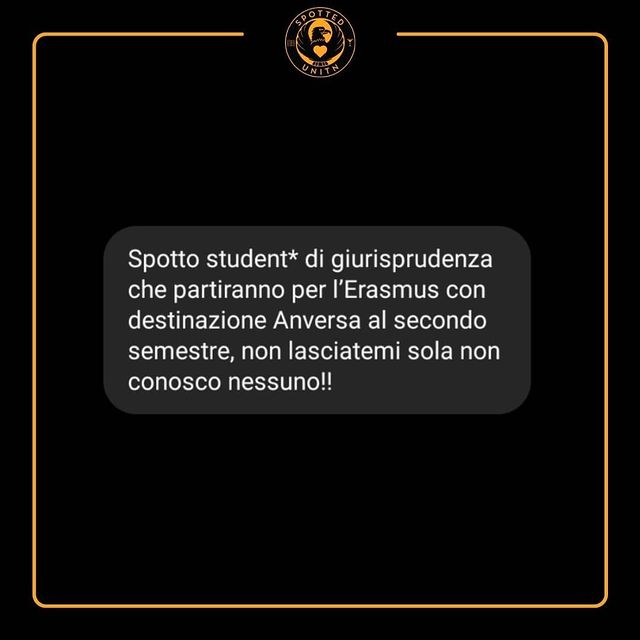 SPOTTED
UNITN
Spotto student* di giurisprudenza
che partiranno per l’Erasmus con
destinazione Anversa al secondo
semestre, non lasciatemi sola non
conosco nessuno!!